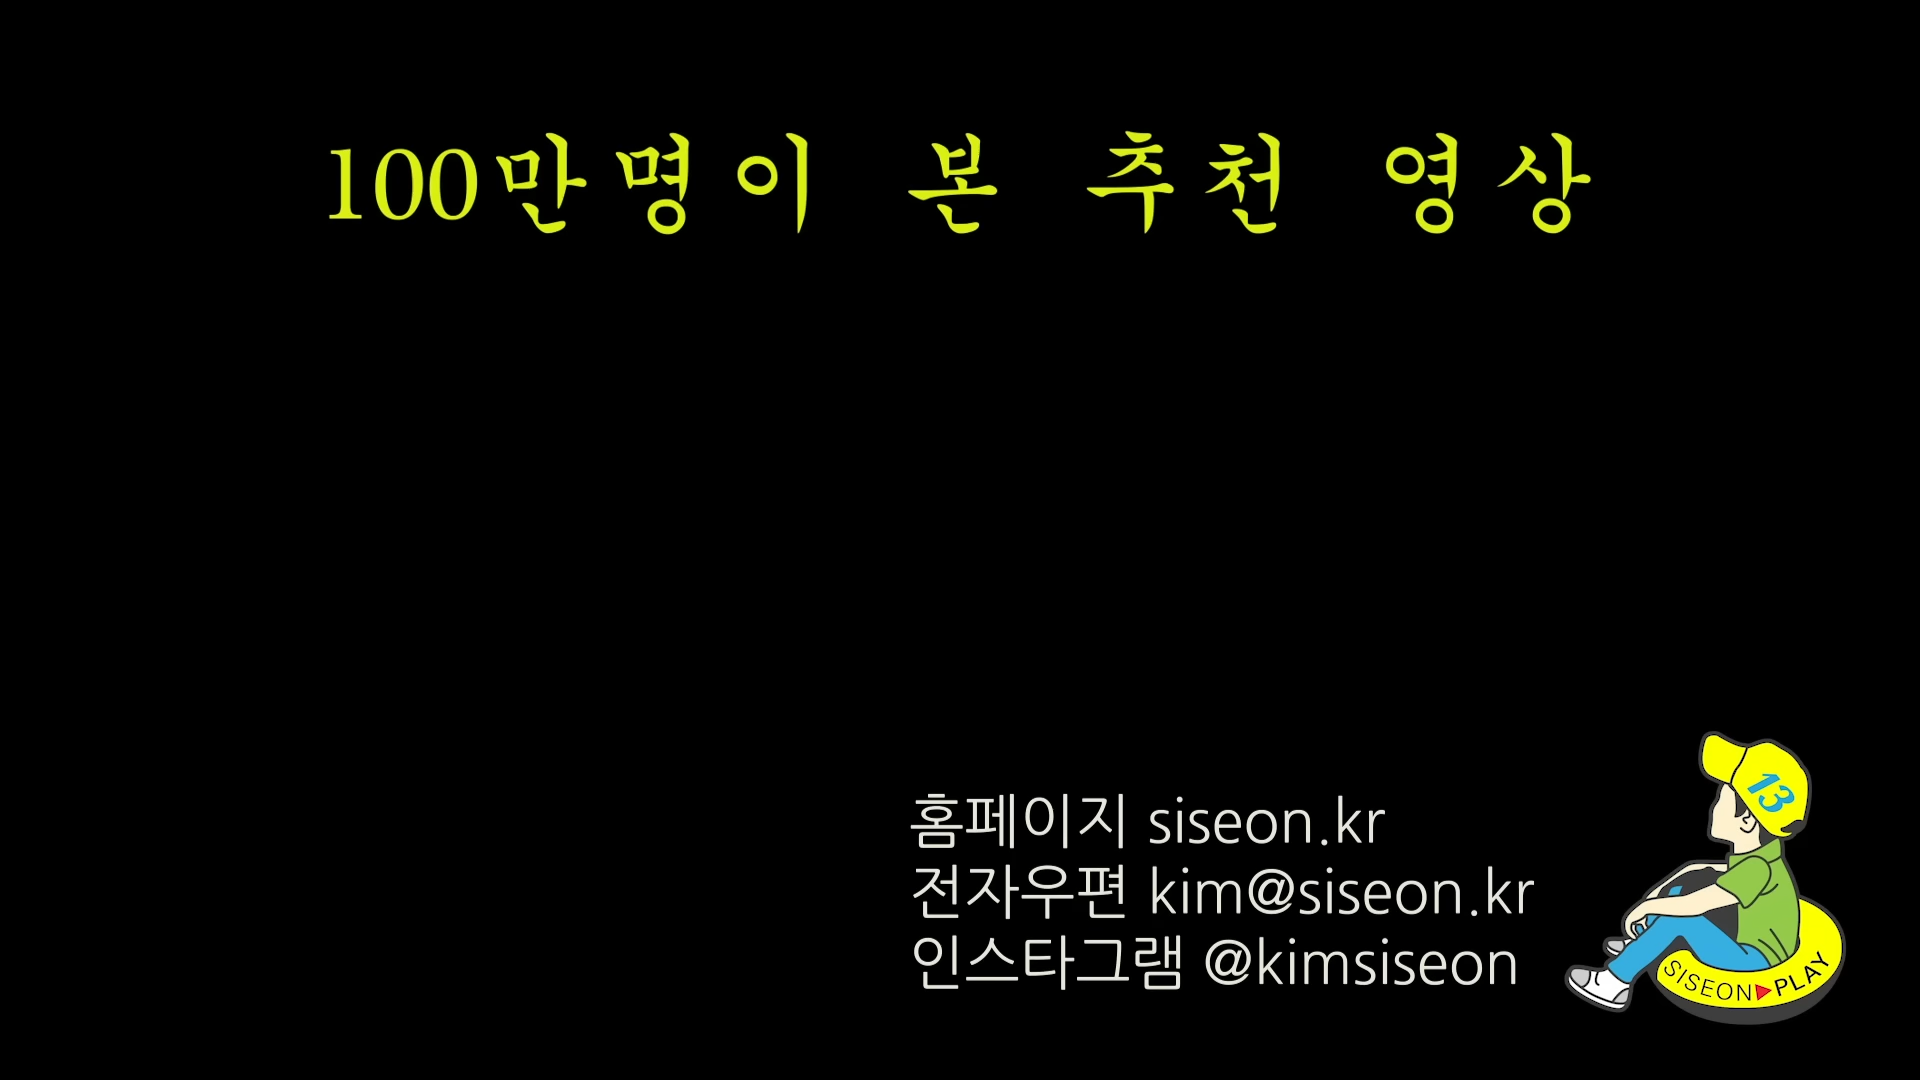 100만명이 본 추천 영상
홈페이지 siseon.kr
전자우편 kim@siseon.kr
인스타그램 @kimsiseon
13
SISEON▶PLAY